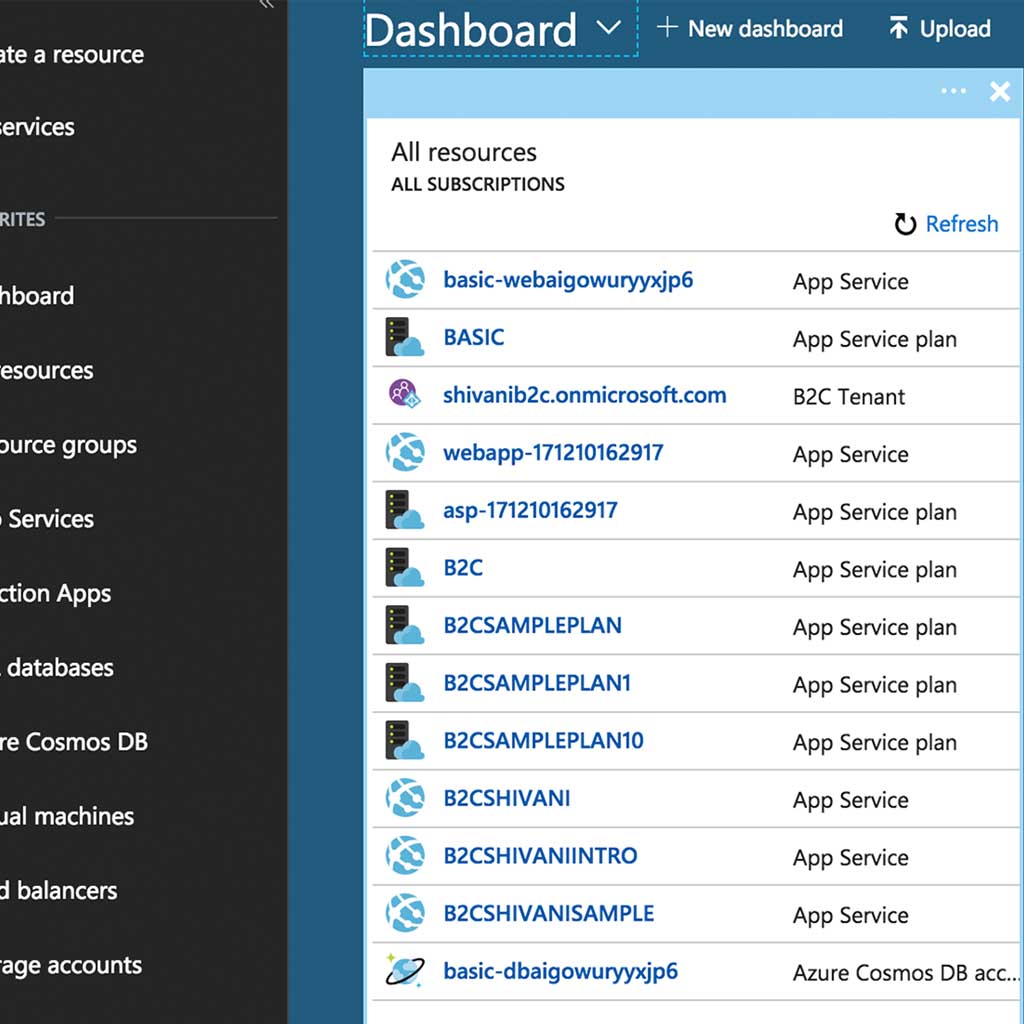 Dashboard
+ New dashboard
Upload
ate a resource
services
RITES
hboard
resources
ource groups
Services
ction Apps
databases
re Cosmos DB
ual machines
d balancers
rage accounts
All resources
ALL SUBSCRIPTIONS
Refresh
basic-webaigowuryyxjp6 App Service
BASIC App Service plan
shivanib2c.onmicrosoft.com B2C Tenant
webapp-171210162917 App Service
asp-171210162917 App Service plan
B2C App Service plan
B2CSAMPLEPLAN App Service plan
B2CSAMPLEPLAN1 App Service plan
B2CSAMPLEPLAN10 App Service plan
B2CSHIVANI App Service
B2CSHIVANIINTRO App Service
B2CSHIVANISAMPLE App Service
basic-dbaigowuryyxjp6 Azure Cosmos DB acc...